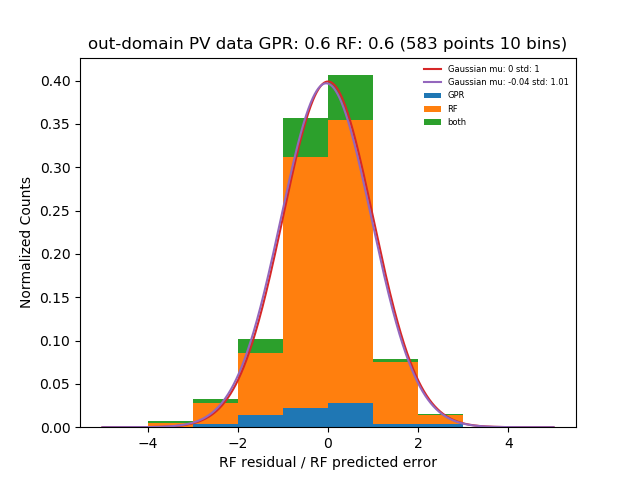 out-domain PV data GPR: 0.6 RF: 0.6 (583 points 10 bins)
Gaussian mu: 0 std: 1
Gaussian mu: -0.04 std: 1.01
GPR
RF
both
Normalized Counts
0.40
0.35
0.30
0.25
0.20
0.15
0.10
0.05
0.00
−4 −2 0 2 4
RF residual / RF predicted error